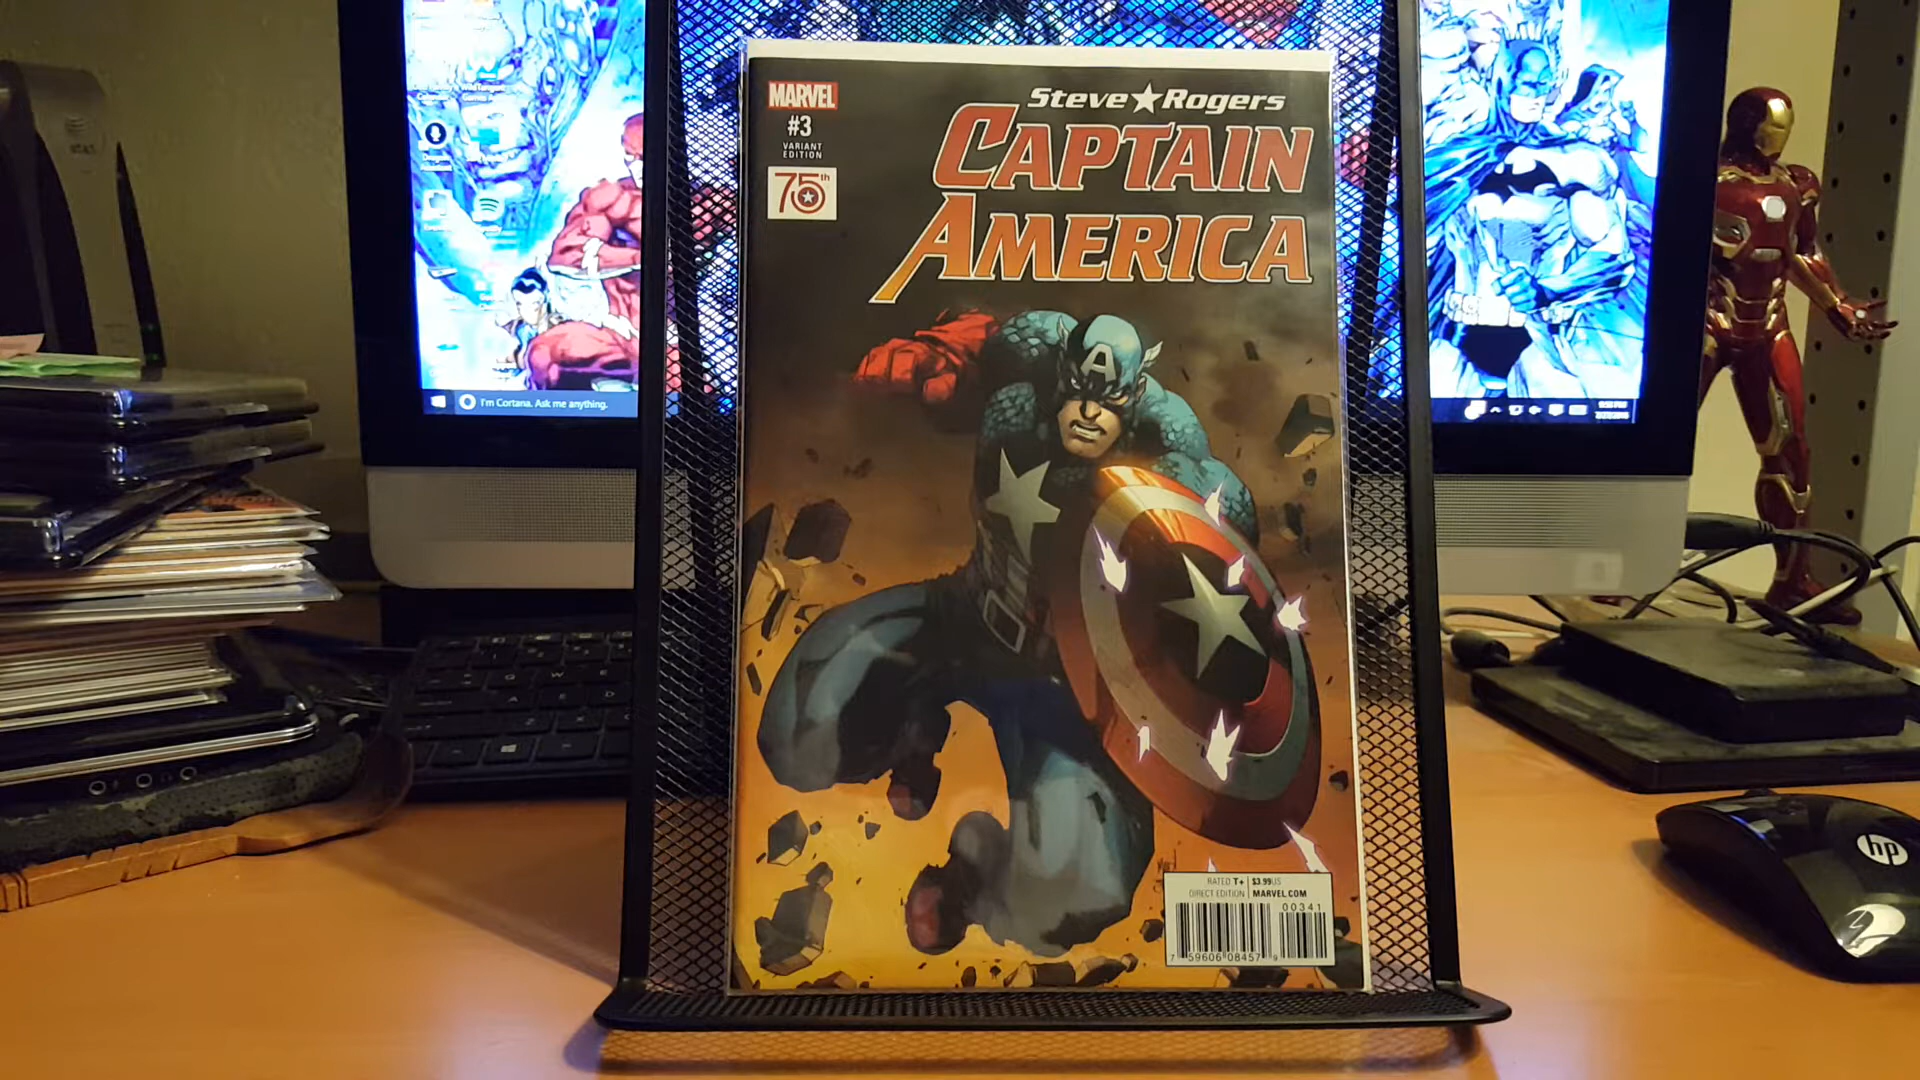 MARVEL
#3
VARIANT
EDITION
75th
Steve Rogers
CAPTAIN
AMERICA
I'm Cortana. Ask me anything.
RATED T+ $3.99US
DIRECT EDITION MARVEL.COM
00341
7 59606 08457 9
hp